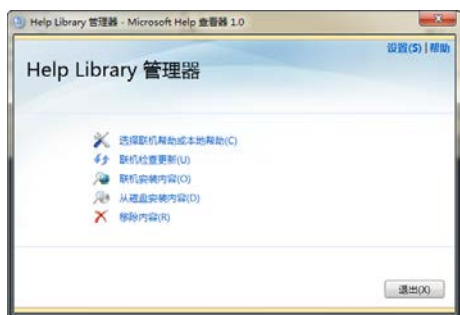 Help Library 管理器 - Microsoft Help 查看器 1.0
设置(S) | 帮助
Help Library 管理器
选择联机帮助或本地帮助(C)
联机检查更新(U)
联机安装内容(O)
从磁盘安装内容(D)
移除内容(R)
退出(X)